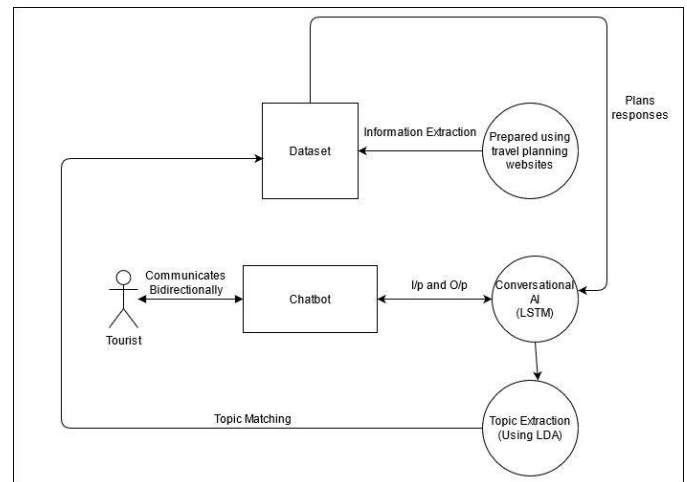 Plans
responses
Information Extraction
Prepared using
travel planning
websites
Dataset
Communicates
Bidirectionally
Chatbot
I/p and O/p
Conversational
AI
(LSTM)
Tourist
Topic Matching
Topic Extraction
(Using LDA)